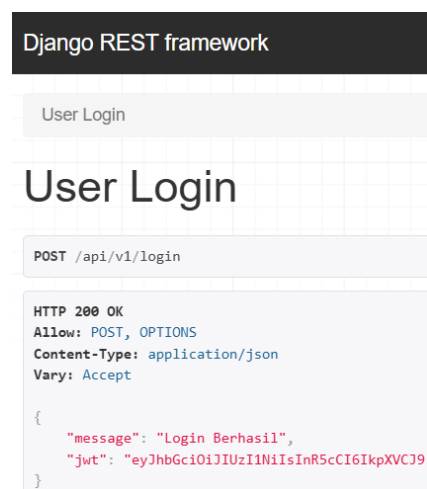 Django REST framework
User Login
User Login
POST /api/v1/login
HTTP 200 OK
Allow: POST, OPTIONS
Content-Type: application/json
Vary: Accept
{
"message": "Login Berhasil",
"jwt": "eyJhbGciOiJIUzI1NiIsInR5cCI6IkpXVCJ9
}